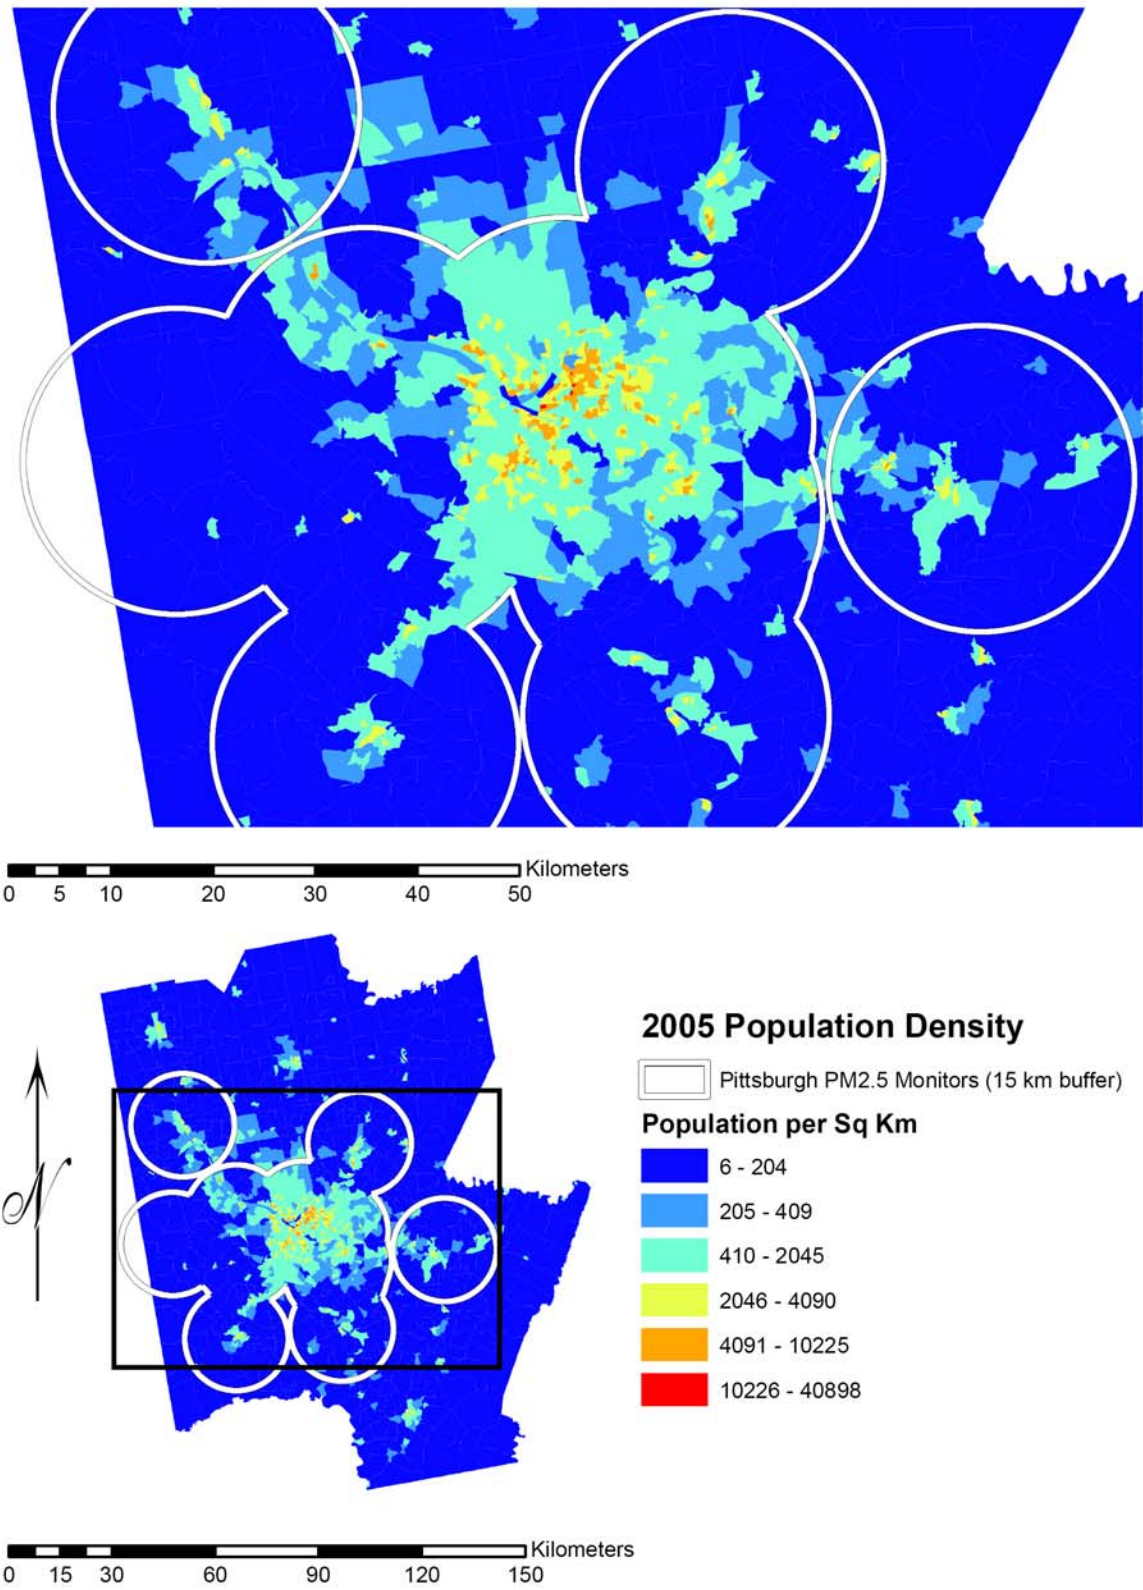 Kilometers
0 5 10 20 30 40 50
N
2005 Population Density
Pittsburgh PM2.5 Monitors (15 km buffer)
Population per Sq Km
6 - 204
205 - 409
410 - 2045
2046 - 4090
4091 - 10225
10226 - 40898
Kilometers
0 15 30 60 90 120 150